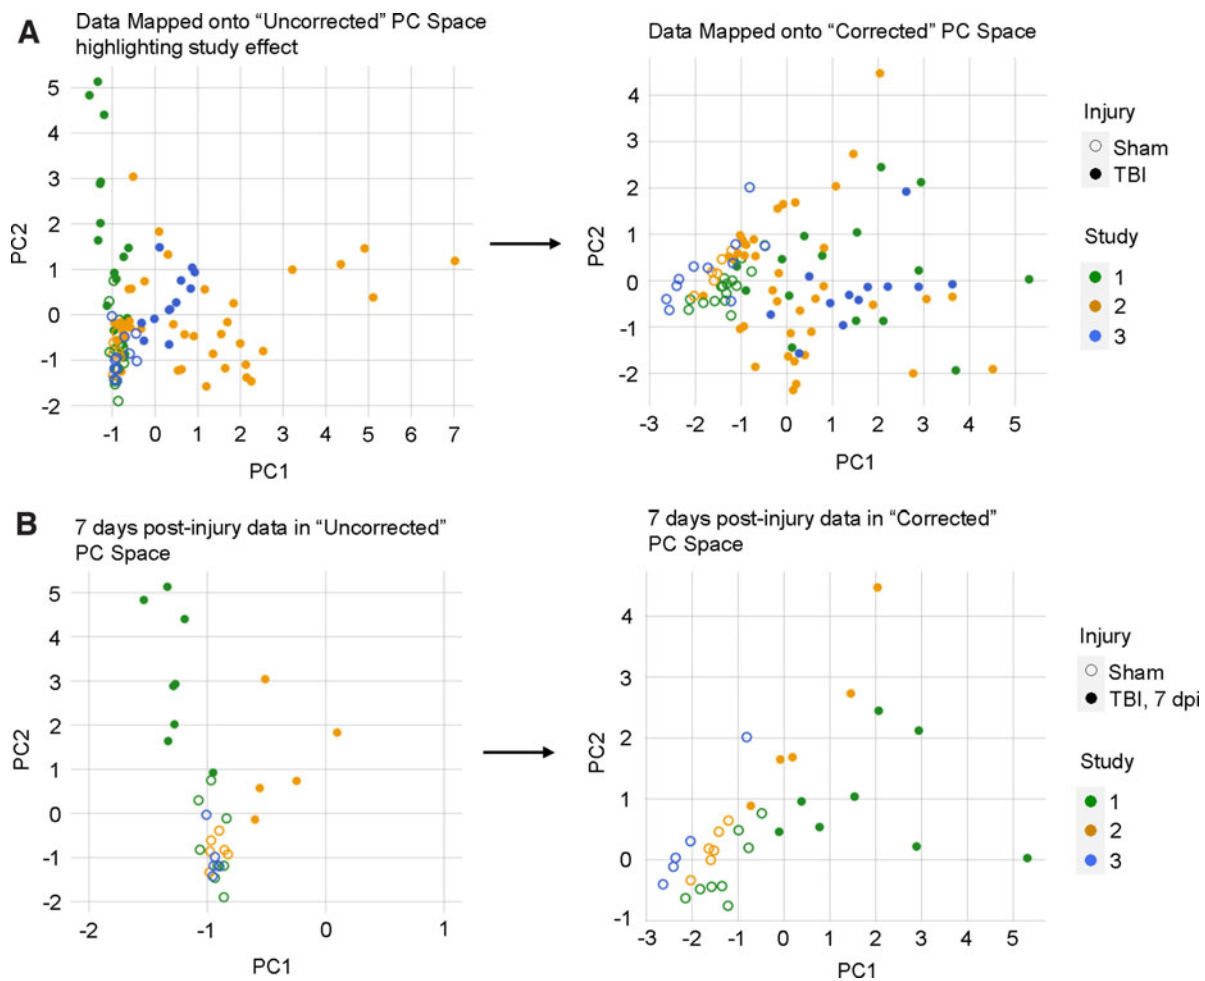 A
Data Mapped onto “Uncorrected” PC Space
highlighting study effect
5
4
3
2
1
0
-1
-2
PC2
-1 0 1 2 3 4 5 6 7
PC1
Data Mapped onto “Corrected” PC Space
4
3
2
1
0
-1
-2
PC2
-3 -2 -1 0 1 2 3 4 5
PC1
Injury
Sham
TBI
Study
1
2
3
B
7 days post-injury data in “Uncorrected”
PC Space
5
4
3
2
1
0
-1
-2
PC2
-2 -1 0 1
PC1
7 days post-injury data in “Corrected”
PC Space
4
3
2
1
0
-1
PC2
-3 -2 -1 0 1 2 3 4 5
PC1
Injury
Sham
TBI, 7 dpi
Study
1
2
3